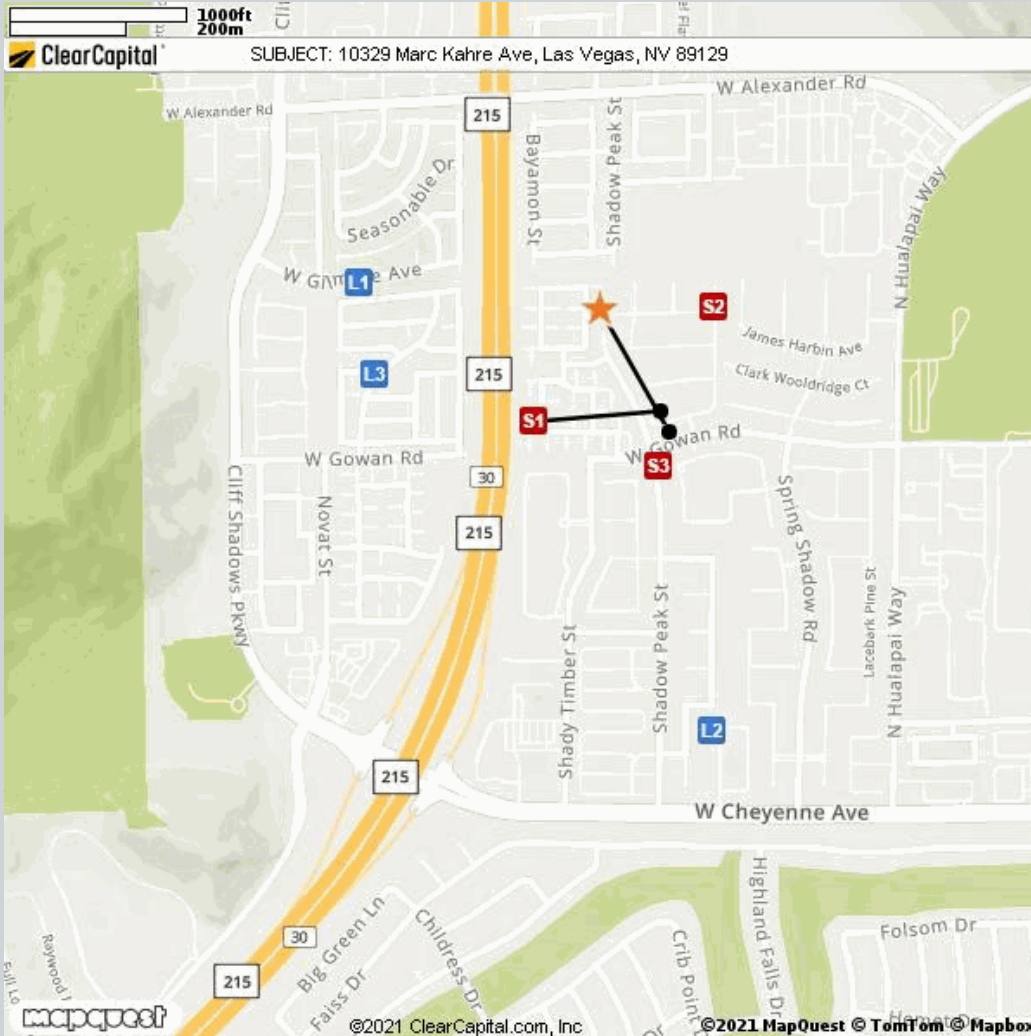 1000ft
200m
ClearCapital
SUBJECT: 10329 Marc Kahre Ave, Las Vegas, NV 89129
W Alexander Rd
W Alexander Rd
215
Bayamon St
Shadow Peak St
Seasonable Dr
N Hualapai Way
W Ave
L1
S2
James Harbin Ave
L3
215
Clark Wooldridge Ct
S1
W Gowan Rd
W Gowan Rd
S3
30
Cliff Shadows Pkwy
Novat St
215
Spring Shadow Rd
Lacebark Pine St
Shadow Peak St
N Hualapai Way
Shady Timber St
L2
215
W Cheyenne Ave
Highland Falls Dr
Big Green Ln
Childress Dr
Folsom Dr
30
Crib Point
Raywood
215
Faiss Dr
Full
Dr
mapquest
©2021 ClearCapital.com, Inc
©2021 MapQuest © TomTom © Mapbox